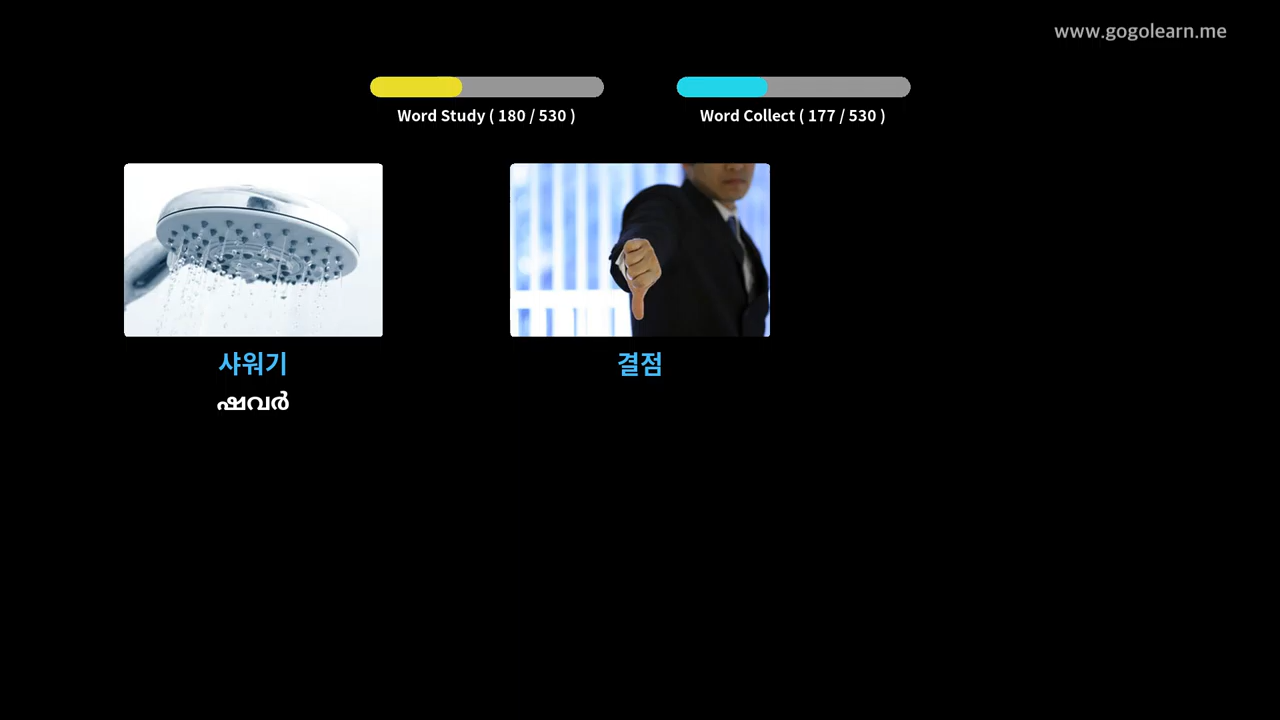 www.gogolearn.me
Word Study ( 180 / 530 )
Word Collect ( 177 / 530 )
샤워기
ഷവർ
결점